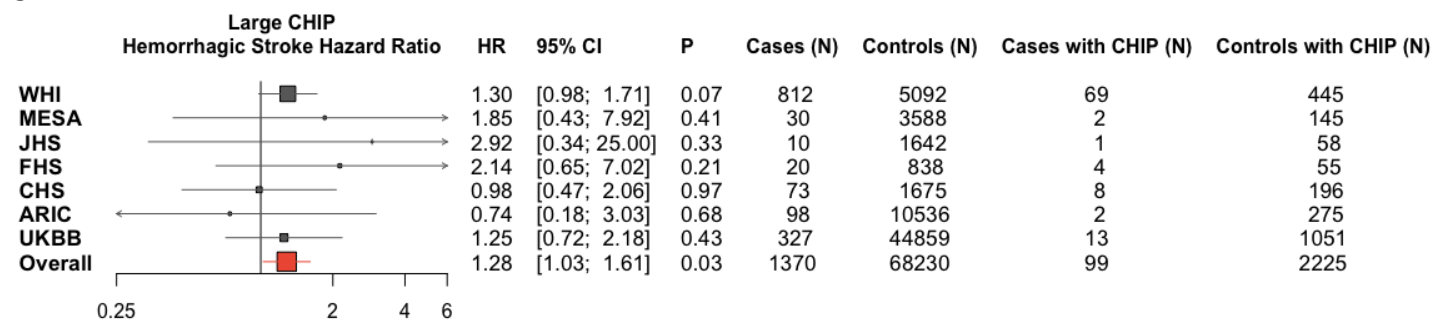 Large CHIP
Hemorrhagic Stroke Hazard Ratio HR 95% CI P Cases (N) Controls (N) Cases with CHIP (N) Controls with CHIP (N)
WHI 1.30 [0.98; 1.71] 0.07 812 5092 69 445
MESA 1.85 [0.43; 7.92] 0.41 30 3588 2 145
JHS 2.92 [0.34; 25.00] 0.33 10 1642 1 58
FHS 2.14 [0.65; 7.02] 0.21 20 838 4 55
CHS 0.98 [0.47; 2.06] 0.97 73 1675 8 196
ARIC 0.74 [0.18; 3.03] 0.68 98 10536 2 275
UKBB 1.25 [0.72; 2.18] 0.43 327 44859 13 1051
Overall 1.28 [1.03; 1.61] 0.03 1370 68230 99 2225
0.25 2 4 6